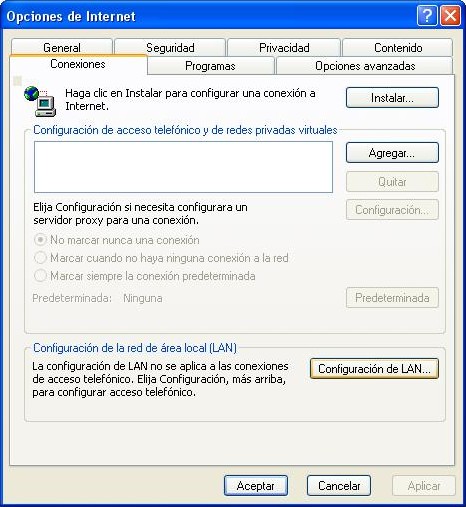 Opciones de Internet
General Seguridad Privacidad Contenido
Conexiones Programas Opciones avanzadas
Haga clic en Instalar para configurar una conexión a
Internet.
Instalar...
Configuración de acceso telefónico y de redes privadas virtuales
Agregar...
Quitar
Elija Configuración si necesita configurara un
servidor proxy para una conexión.
Configuración...
No marcar nunca una conexión
Marcar cuando no haya ninguna conexión a la red
Marcar siempre la conexión predeterminada
Predeterminada: Ninguna Predeterminada
Configuración de la red de área local (LAN)
La configuración de LAN no se aplica a las conexiones
de acceso telefónico. Elija Configuración, más arriba,
para configurar acceso telefónico.
Configuración de LAN...
Aceptar Cancelar Aplicar